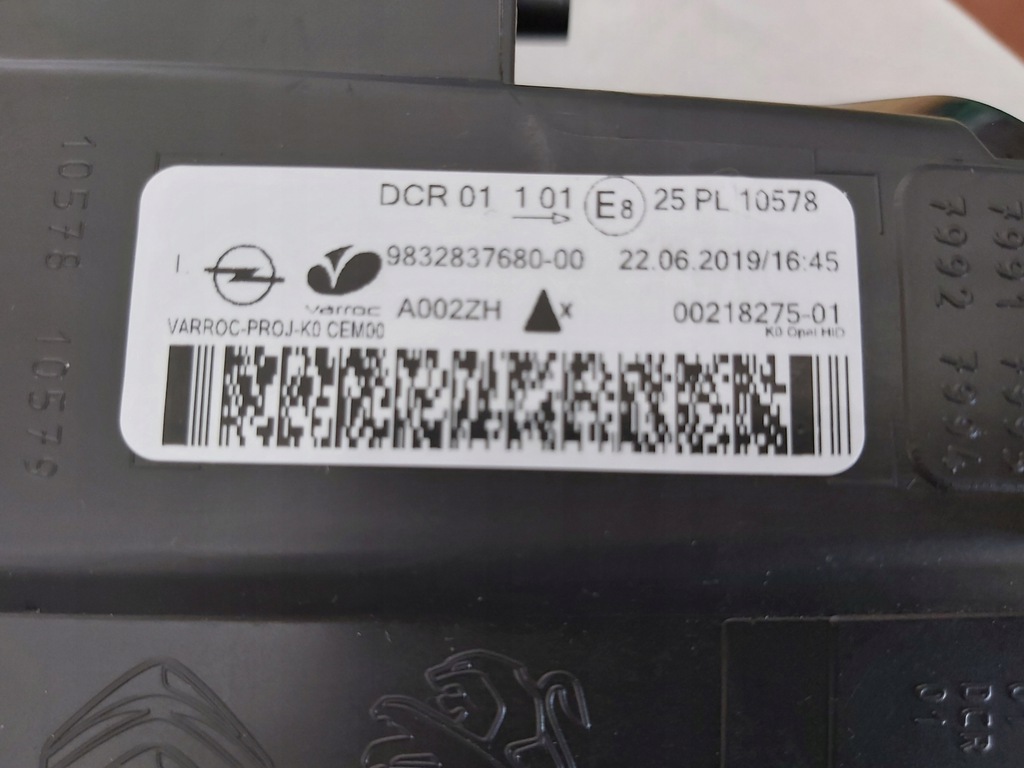 DCR 01 1 01 E8 25 PL 10578
9832837680-00 22.06.2019/16:45
varroc A002ZH x 00218275-01
VARROC-PROJ-K0 CEM00 K0 Opel HID
10578 10579
7991
7992 7994
DCR
01